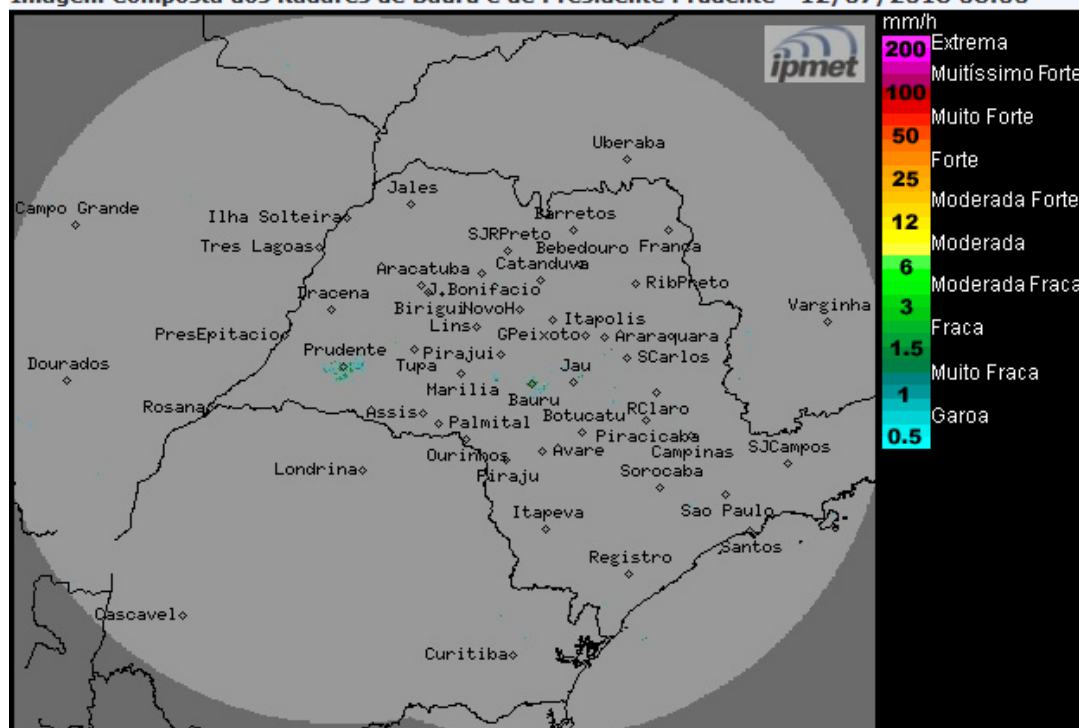 Imagem Composta dos Radares de Bauru e de Presidente Prudente - 12/07/2016 08:00
mm/h
ipmet
200 Extrema
Muitíssimo Forte
100
Muito Forte
50
Forte
25
Moderada Forte
12
Moderada
6
Moderada Fraca
3
Fraca
1.5
Muito Fraca
1
Garoa
0.5
Uberaba
Jales
Campo Grande
Ilha Solteira
Barretos
SJRPreto
Tres Lagoas
Bebedouro Franca
Catanduva
Aracatuba
J.Bonifacio
RibPreto
Dracena
Varginha
BiriguiNovoH
Itapolis
Lins
GPeixoto Araraquara
PresEpitacio
Prudente
Pirajui
SCarlos
Dourados
Tupa
Jau
Marilia
Bauru
Rosana
Assis
Botucatu
RClaro
Palmital
Piracicaba
SJCampos
Ourinhos
Avare
Campinas
Londrina
Piraju
Sorocaba
Itapeva
Sao Paulo
Santos
Registro
Cascavel
Curitiba